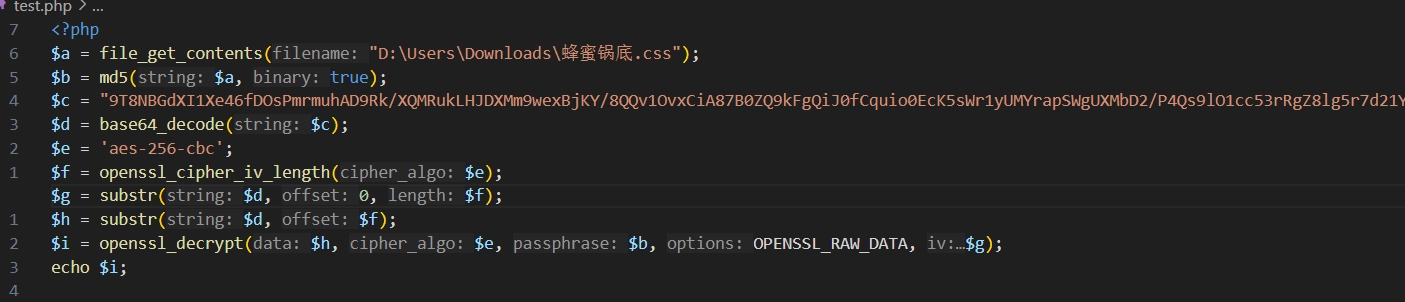 test.php > ...
7 <?php
6 $a = file_get_contents(filename: "D:\Users\Downloads\蜂蜜锅底.css");
5 $b = md5(string: $a, binary: true);
4 $c = "9T8NBGdXI1Xe46fDOsPmrmuhAD9Rk/XQMRukLHJDXMm9wexBjKY/8QQv1OvxCiA87B0ZQ9kFgQiJ0fCquio0EcK5sWr1yUMYrapSWgUXMbD2/P4Qs9lO1cc53rRgZ8lg5r7d21Y
3 $d = base64_decode(string: $c);
2 $e = 'aes-256-cbc';
1 $f = openssl_cipher_iv_length(cipher_algo: $e);
$g = substr(string: $d, offset: 0, length: $f);
1 $h = substr(string: $d, offset: $f);
2 $i = openssl_decrypt(data: $h, cipher_algo: $e, passphrase: $b, options: OPENSSL_RAW_DATA, iv:…$g);
3 echo $i;
4